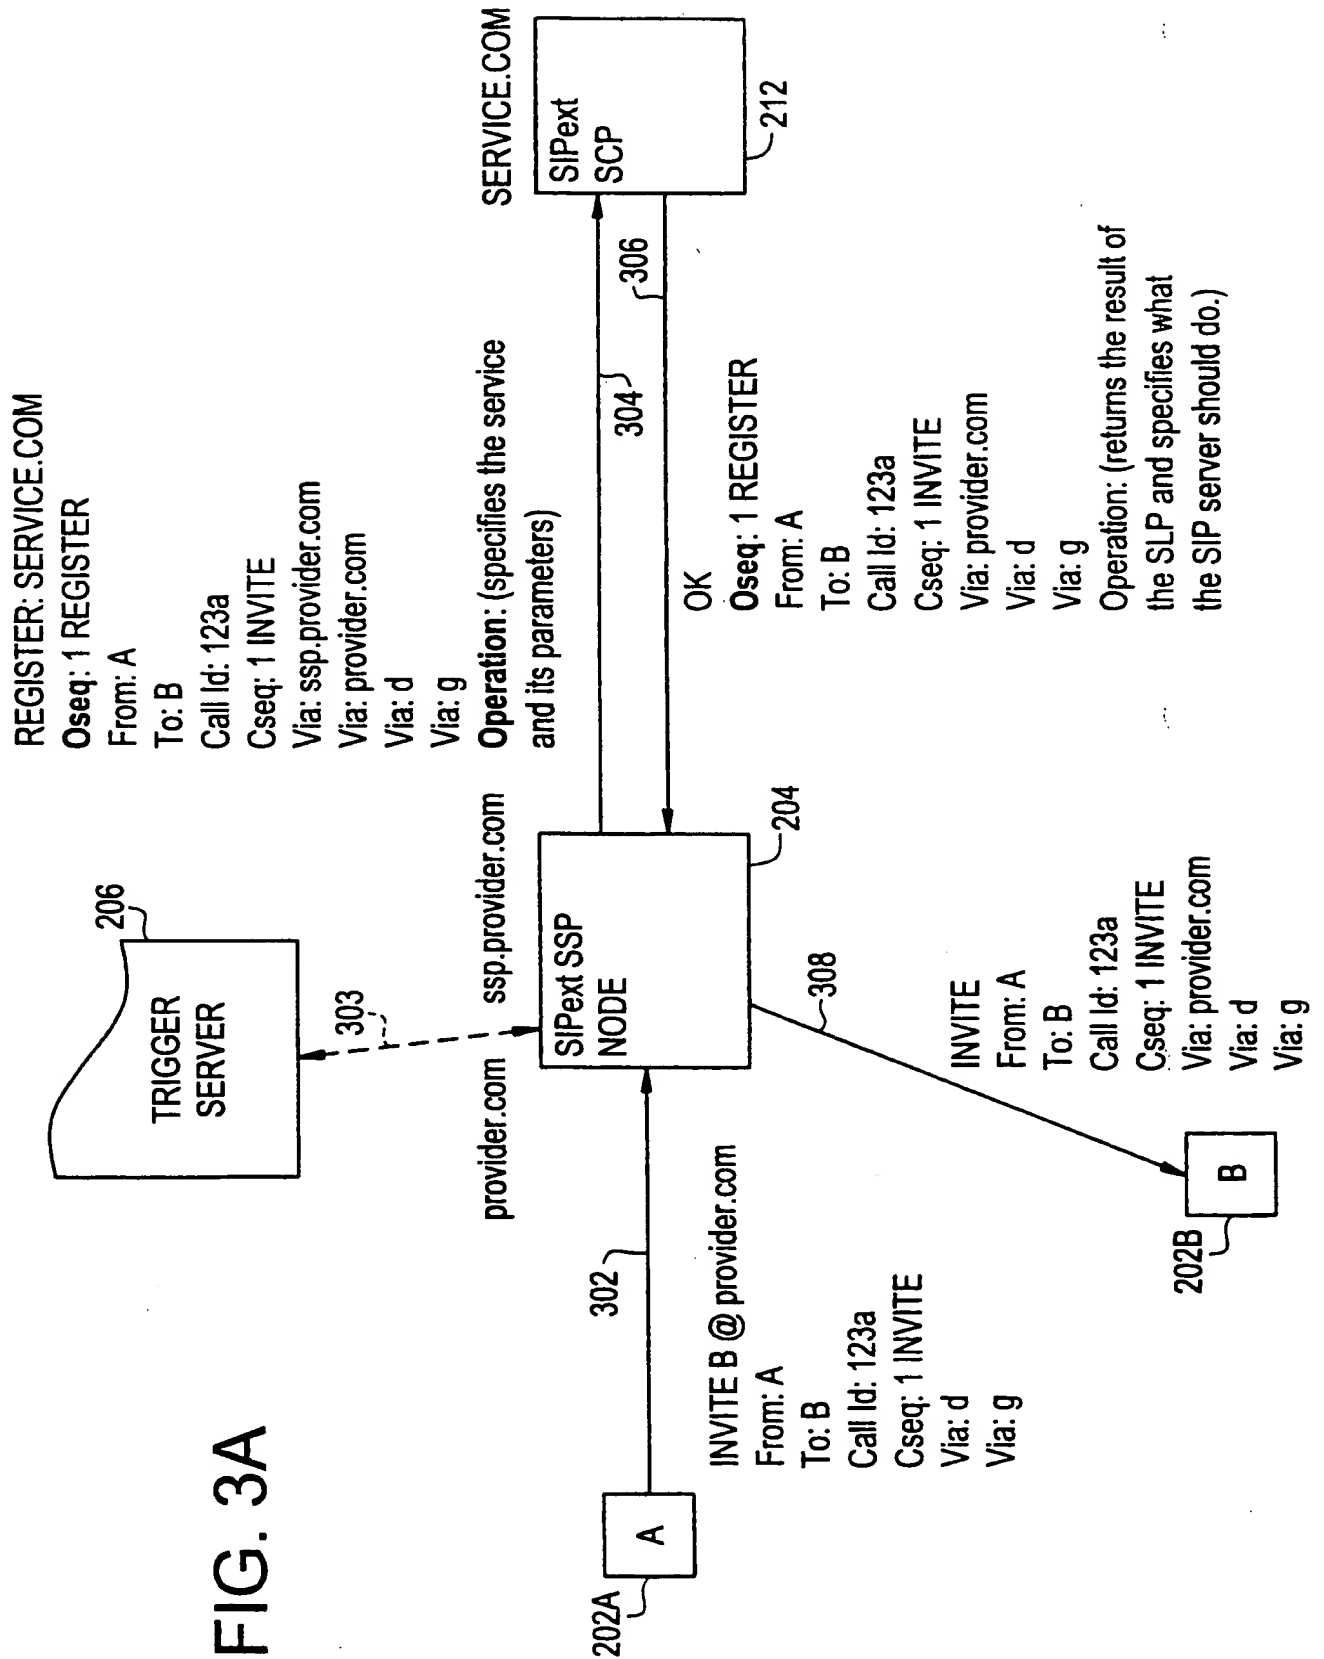 FIG. 3A
REGISTER: SERVICE.COM
Oseq: 1 REGISTER
From: A
To: B
Call Id: 123a
Cseq: 1 INVITE
Via: ssp.provider.com
Via: provider.com
Via: d
Via: g
Operation: (specifies the service
and its parameters)
206
TRIGGER
SERVER
303
provider.com
ssp.provider.com
SERVICE.COM
SIPext SSP
NODE
204
SIPext
SCP
212
304
306
302
202A
A
INVITE B @ provider.com
From: A
To: B
Call Id: 123a
Cseq: 1 INVITE
Via: d
Via: g
OK
Oseq: 1 REGISTER
From: A
To: B
Call Id: 123a
Cseq: 1 INVITE
Via: provider.com
Via: d
Via: g
Operation: (returns the result of
the SLP and specifies what
the SIP server should do.)
308
INVITE
From: A
To: B
Call Id: 123a
Cseq: 1 INVITE
Via: provider.com
Via: d
Via: g
B
202B